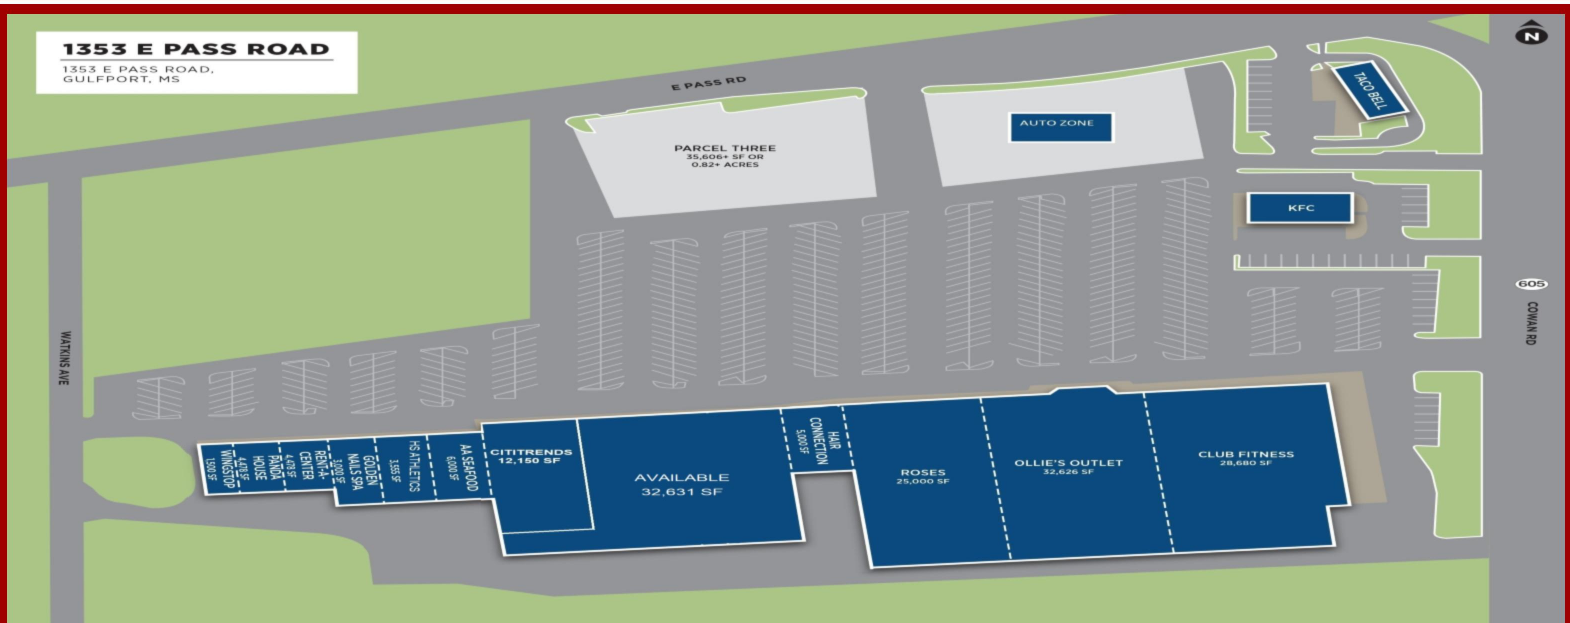 1353 E PASS ROAD
1353 E PASS ROAD,
GULFPORT, MS
E PASS RD
N
TACO BELL
AUTO ZONE
PARCEL THREE
35,606+ SF OR
0.82+ ACRES
KFC
605
COWAN RD
WATKINS AVE
WINGSTOP
1,500 SF
PANDA
HOUSE
4,478 SF
RENT-A-
CENTER
4,478 SF
GOLDEN
NAILS SPA
3,000 SF
HS ATHLETICS
3,555 SF
AA SEAFOOD
6,000 SF
CITITRENDS
12,150 SF
AVAILABLE
32,631 SF
HAIR
CONNECTION
5,000 SF
ROSES
25,000 SF
OLLIE'S OUTLET
32,626 SF
CLUB FITNESS
28,680 SF